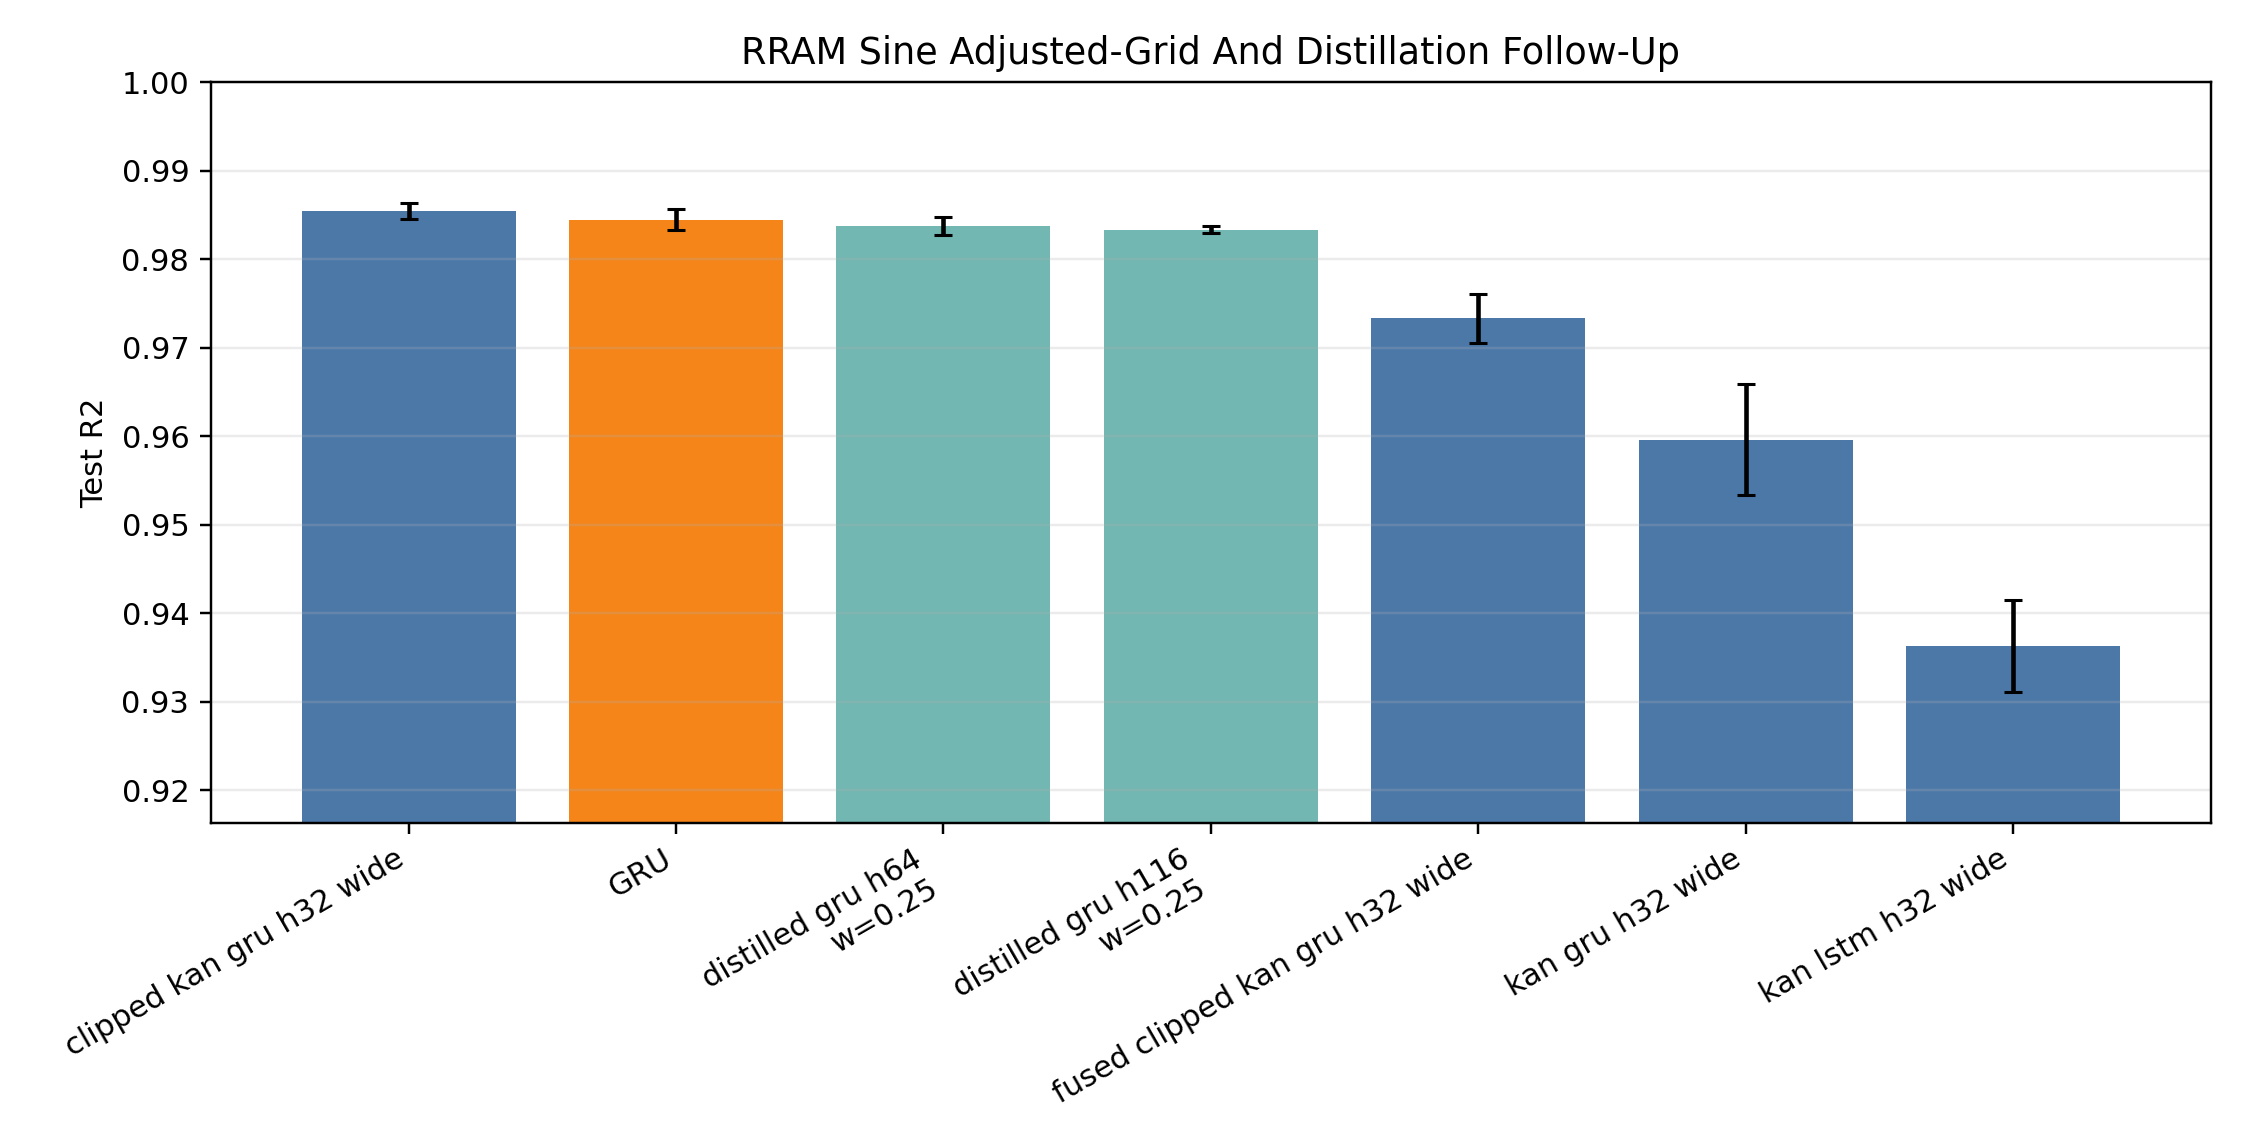 RRAM Sine Adjusted-Grid And Distillation Follow-Up
1.00
0.99
0.98
0.97
0.96
0.95
0.94
0.93
0.92
Test R2
clipped kan gru h32 wide
GRU
distilled gru h64
w=0.25
distilled gru h116
w=0.25
fused clipped kan gru h32 wide
kan gru h32 wide
kan lstm h32 wide